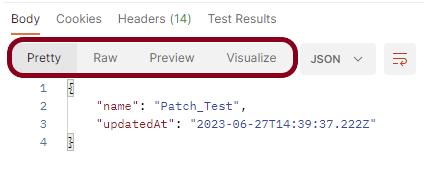 Body Cookies Headers (14) Test Results
Pretty Raw Preview Visualize JSON
1 {
2 "name": "Patch_Test",
3 "updatedAt": "2023-06-27T14:39:37.222Z"
4 }